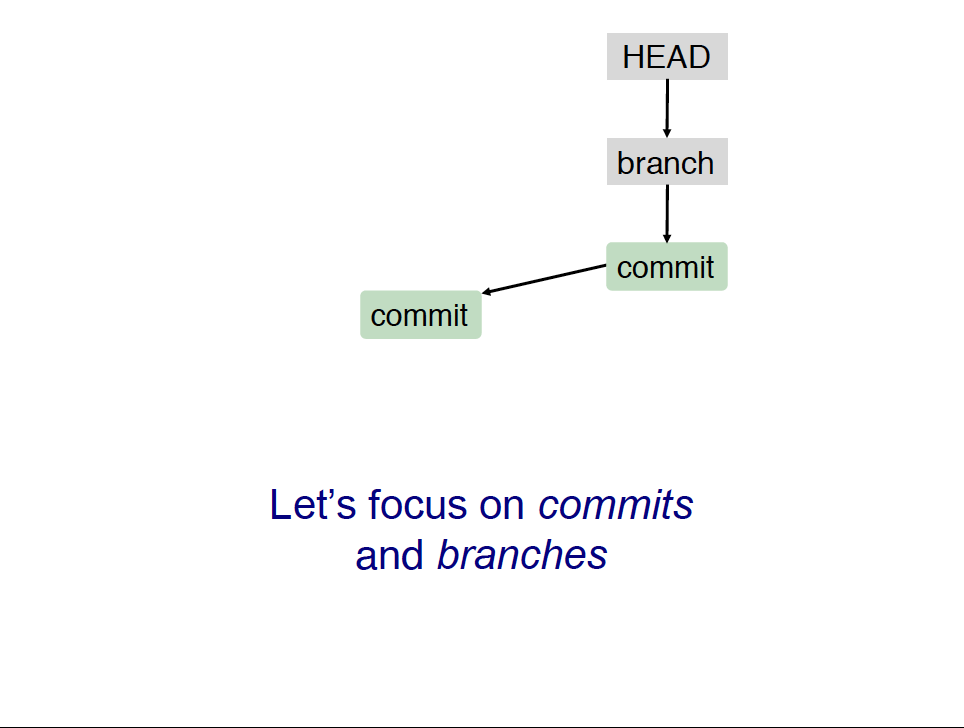 HEAD
branch
commit
commit
Let’s focus on commits
and branches